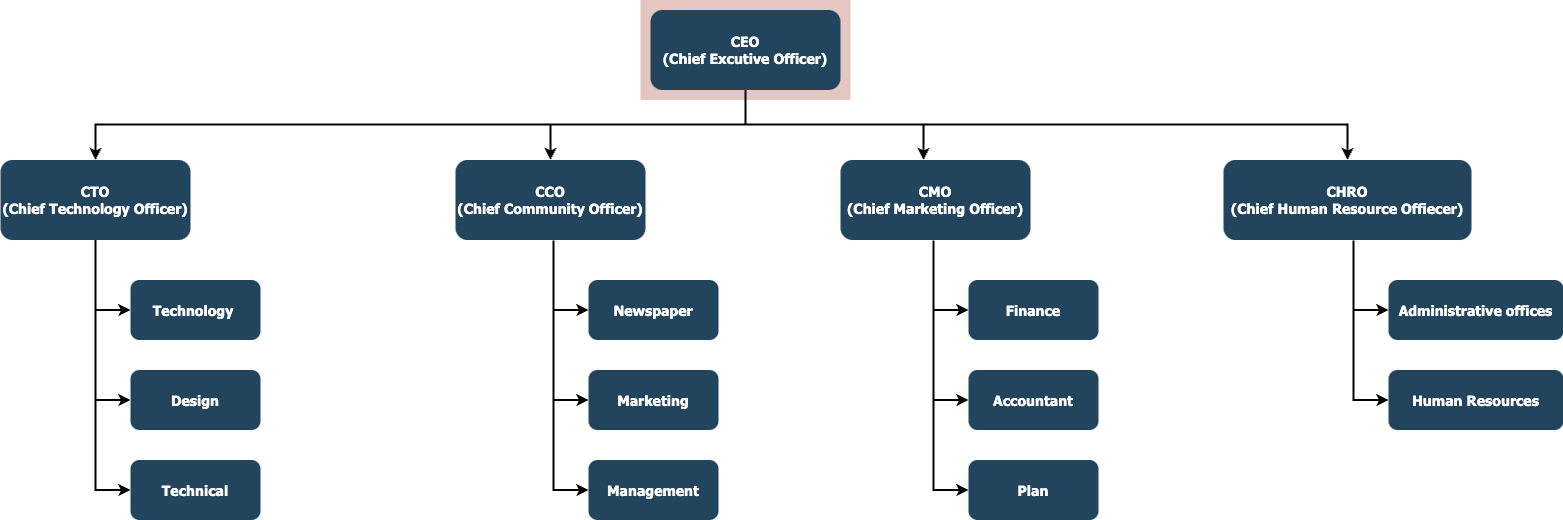 CEO
(Chief Excutive Officer)
CTO
(Chief Technology Officer)
CCO
(Chief Community Officer)
CMO
(Chief Marketing Officer)
CHRO
(Chief Human Resource Offiecer)
Technology
Newspaper
Finance
Administrative offices
Design
Marketing
Accountant
Human Resources
Technical
Management
Plan